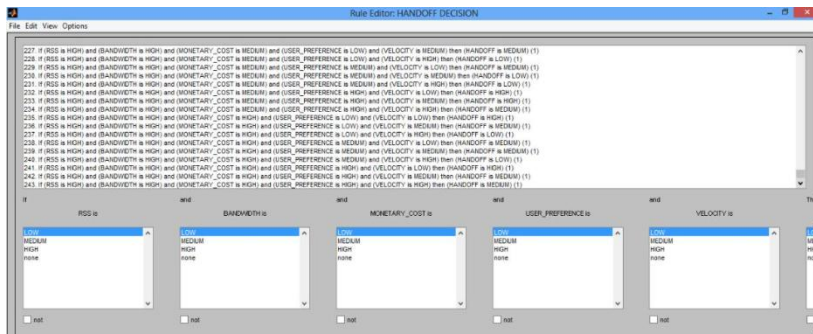 Rule Editor: HANDOFF DECISION
File Edit View Options
227. If (RSS is HIGH) and (BANDWIDTH is HIGH) and (MONETARY_COST is MEDIUM) and (USER_PREFERENCE is LOW) and (VELOCITY is MEDIUM) then (HANDOFF is MEDIUM) (1)
228. If (RSS is HIGH) and (BANDWIDTH is HIGH) and (MONETARY_COST is MEDIUM) and (USER_PREFERENCE is LOW) and (VELOCITY is HIGH) then (HANDOFF is LOW) (1)
229. If (RSS is HIGH) and (BANDWIDTH is HIGH) and (MONETARY_COST is MEDIUM) and (USER_PREFERENCE is MEDIUM) and (VELOCITY is LOW) then (HANDOFF is MEDIUM) (1)
230. If (RSS is HIGH) and (BANDWIDTH is HIGH) and (MONETARY_COST is MEDIUM) and (USER_PREFERENCE is MEDIUM) and (VELOCITY is MEDIUM) then (HANDOFF is LOW) (1)
231. If (RSS is HIGH) and (BANDWIDTH is HIGH) and (MONETARY_COST is MEDIUM) and (USER_PREFERENCE is MEDIUM) and (VELOCITY is HIGH) then (HANDOFF is LOW) (1)
232. If (RSS is HIGH) and (BANDWIDTH is HIGH) and (MONETARY_COST is MEDIUM) and (USER_PREFERENCE is HIGH) and (VELOCITY is LOW) then (HANDOFF is HIGH) (1)
233. If (RSS is HIGH) and (BANDWIDTH is HIGH) and (MONETARY_COST is MEDIUM) and (USER_PREFERENCE is HIGH) and (VELOCITY is MEDIUM) then (HANDOFF is HIGH) (1)
234. If (RSS is HIGH) and (BANDWIDTH is HIGH) and (MONETARY_COST is MEDIUM) and (USER_PREFERENCE is HIGH) and (VELOCITY is HIGH) then (HANDOFF is MEDIUM) (1)
235. If (RSS is HIGH) and (BANDWIDTH is HIGH) and (MONETARY_COST is HIGH) and (USER_PREFERENCE is LOW) and (VELOCITY is LOW) then (HANDOFF is HIGH) (1)
236. If (RSS is HIGH) and (BANDWIDTH is HIGH) and (MONETARY_COST is HIGH) and (USER_PREFERENCE is LOW) and (VELOCITY is MEDIUM) then (HANDOFF is MEDIUM) (1)
237. If (RSS is HIGH) and (BANDWIDTH is HIGH) and (MONETARY_COST is HIGH) and (USER_PREFERENCE is LOW) and (VELOCITY is HIGH) then (HANDOFF is LOW) (1)
238. If (RSS is HIGH) and (BANDWIDTH is HIGH) and (MONETARY_COST is HIGH) and (USER_PREFERENCE is MEDIUM) and (VELOCITY is LOW) then (HANDOFF is MEDIUM) (1)
239. If (RSS is HIGH) and (BANDWIDTH is HIGH) and (MONETARY_COST is HIGH) and (USER_PREFERENCE is MEDIUM) and (VELOCITY is MEDIUM) then (HANDOFF is MEDIUM) (1)
240. If (RSS is HIGH) and (BANDWIDTH is HIGH) and (MONETARY_COST is HIGH) and (USER_PREFERENCE is MEDIUM) and (VELOCITY is HIGH) then (HANDOFF is LOW) (1)
241. If (RSS is HIGH) and (BANDWIDTH is HIGH) and (MONETARY_COST is HIGH) and (USER_PREFERENCE is HIGH) and (VELOCITY is LOW) then (HANDOFF is HIGH) (1)
242. If (RSS is HIGH) and (BANDWIDTH is HIGH) and (MONETARY_COST is HIGH) and (USER_PREFERENCE is HIGH) and (VELOCITY is MEDIUM) then (HANDOFF is MEDIUM) (1)
243. If (RSS is HIGH) and (BANDWIDTH is HIGH) and (MONETARY_COST is HIGH) and (USER_PREFERENCE is HIGH) and (VELOCITY is HIGH) then (HANDOFF is MEDIUM) (1)
If and and and and Th
RSS is BANDWIDTH is MONETARY_COST is USER_PREFERENCE is VELOCITY is
LOW LOW LOW LOW LOW
MEDIUM MEDIUM MEDIUM MEDIUM MEDIUM
HIGH HIGH HIGH HIGH HIGH
none none none none none
not not not not not